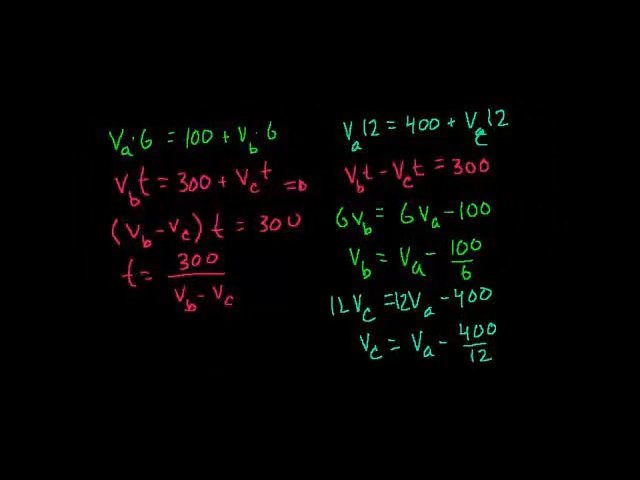 Va·6 = 100 + Vb·6
Vbt = 300 + Vct ⇒
(Vb - Vc) t = 300
t = 300/(Vb - Vc)
Va12 = 400 + Vc12
Vbt - Vct = 300
6Vb = 6Va - 100
Vb = Va - 100/6
12Vc = 12Va - 400
Vc = Va - 400/12